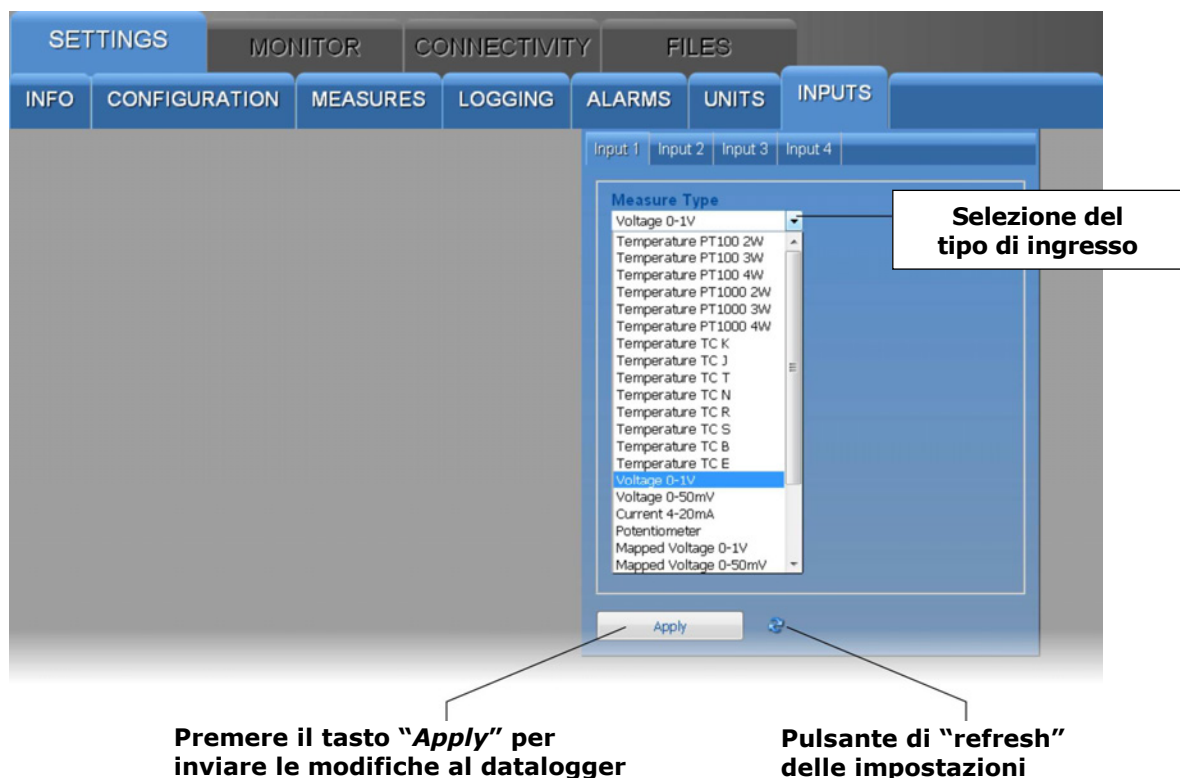 SETTINGS MONITOR CONNECTIVITY FILES
INFO CONFIGURATION MEASURES LOGGING ALARMS UNITS INPUTS
Input 1 Input 2 Input 3 Input 4
Measure Type
Voltage 0-1V
Temperature PT100 2W
Temperature PT100 3W
Temperature PT100 4W
Temperature PT1000 2W
Temperature PT1000 3W
Temperature PT1000 4W
Temperature TC K
Temperature TC J
Temperature TC T
Temperature TC N
Temperature TC R
Temperature TC S
Temperature TC B
Temperature TC E
Voltage 0-1V
Voltage 0-50mV
Current 4-20mA
Potentiometer
Mapped Voltage 0-1V
Mapped Voltage 0-50mV
Selezione del
tipo di ingresso
Apply
Premere il tasto “Apply” per
inviare le modifiche al datalogger
Pulsante di “refresh”
delle impostazioni